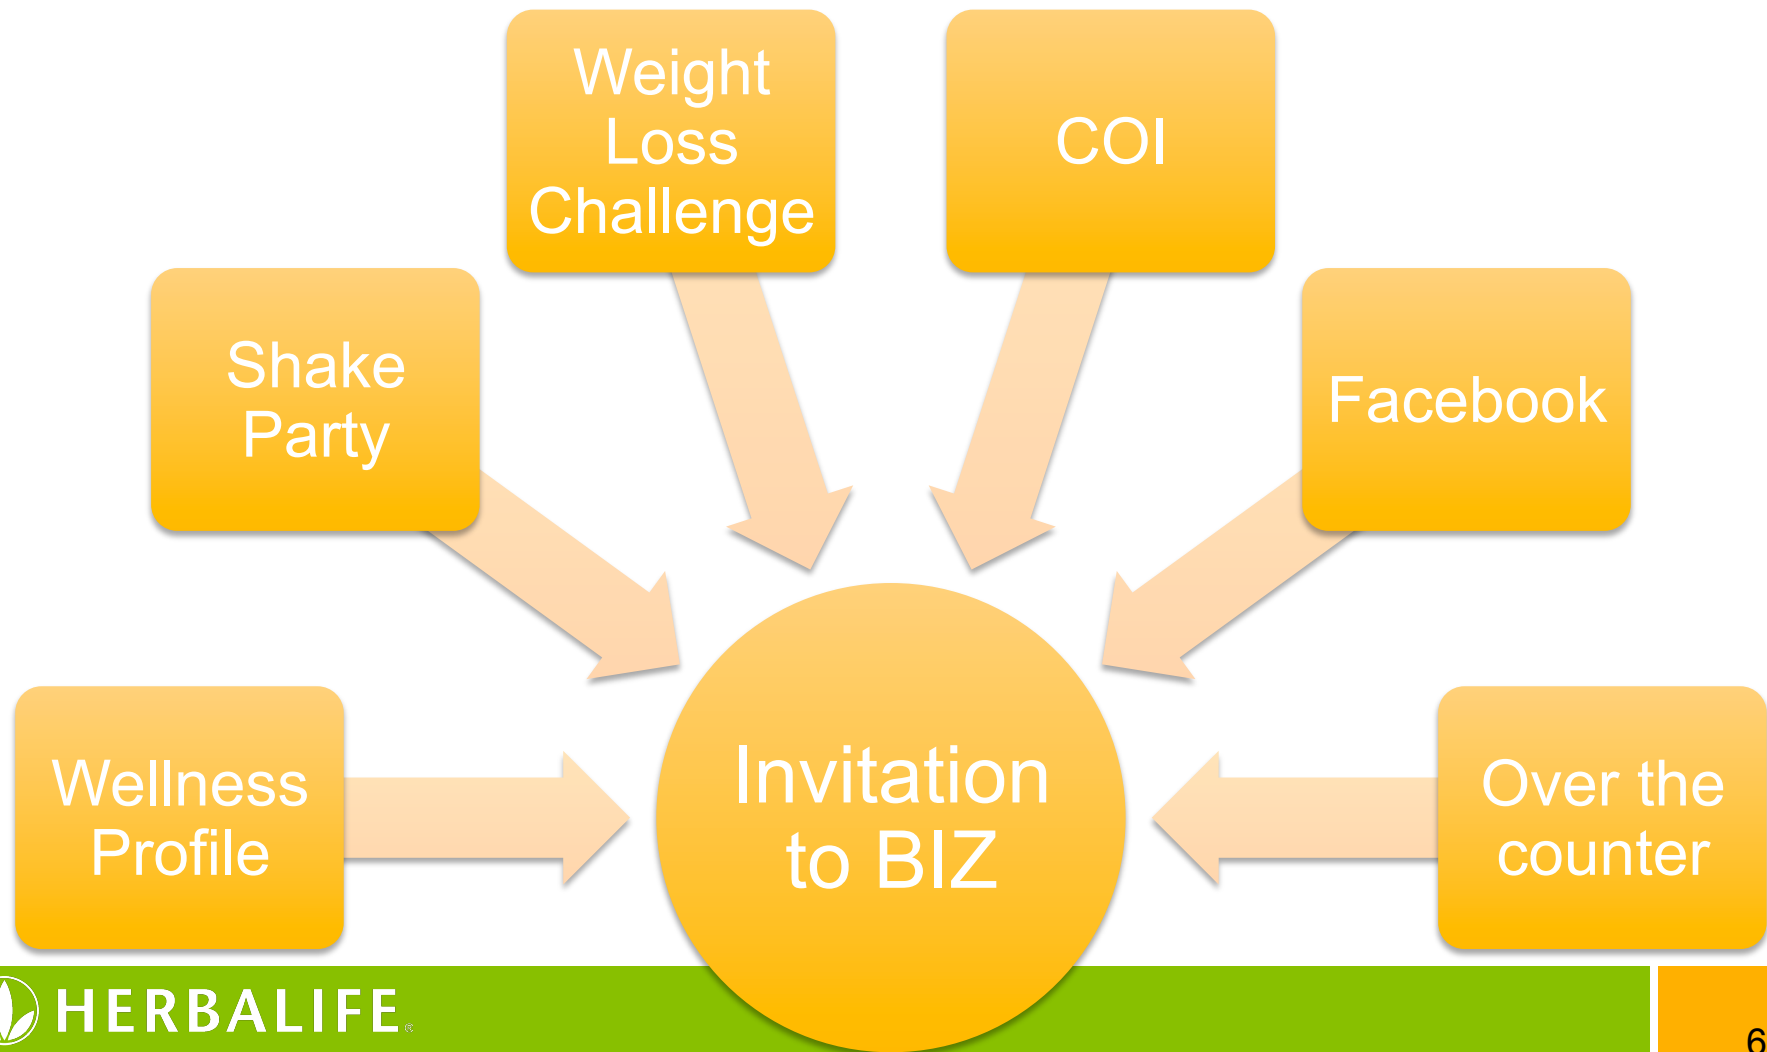 Weight
Loss
Challenge
COI
Shake
Party
Facebook
Wellness
Profile
Invitation
to BIZ
Over the
counter
HERBALIFE®
6